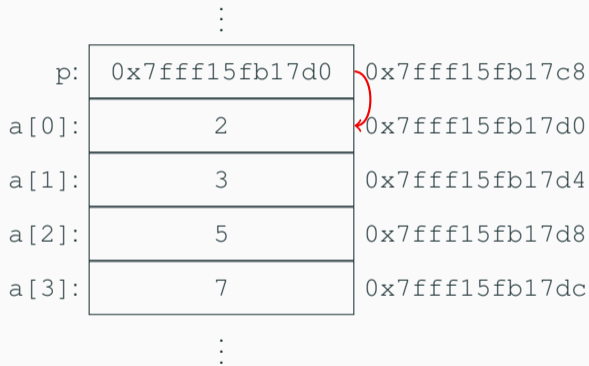 ⋮
p: 0x7fff15fb17d0 0x7fff15fb17c8
a[0]: 2 0x7fff15fb17d0
a[1]: 3 0x7fff15fb17d4
a[2]: 5 0x7fff15fb17d8
a[3]: 7 0x7fff15fb17dc
⋮